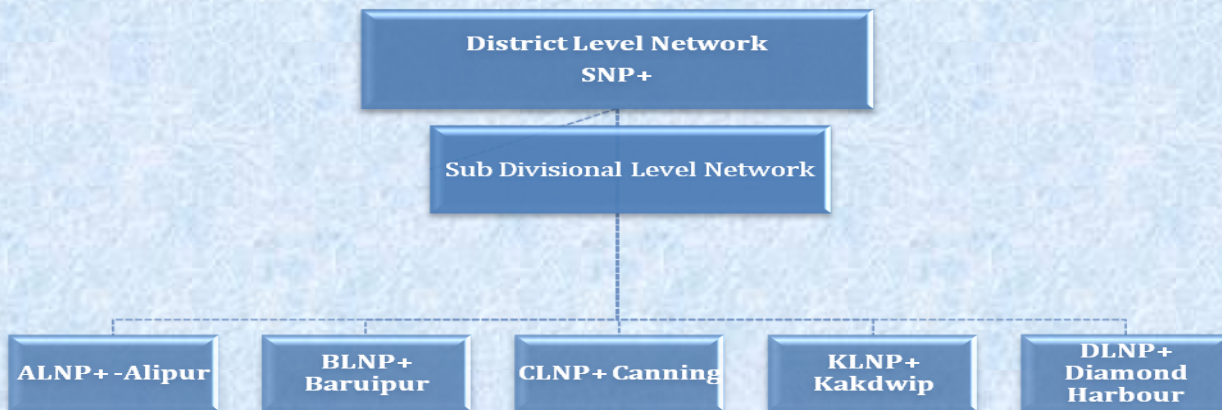 District Level Network
SNP+
Sub Divisional Level Network
ALNP+ -Alipur
BLNP+
Baruipur
CLNP+ Canning
KLNP+
Kakdwip
DLNP+
Diamond
Harbour